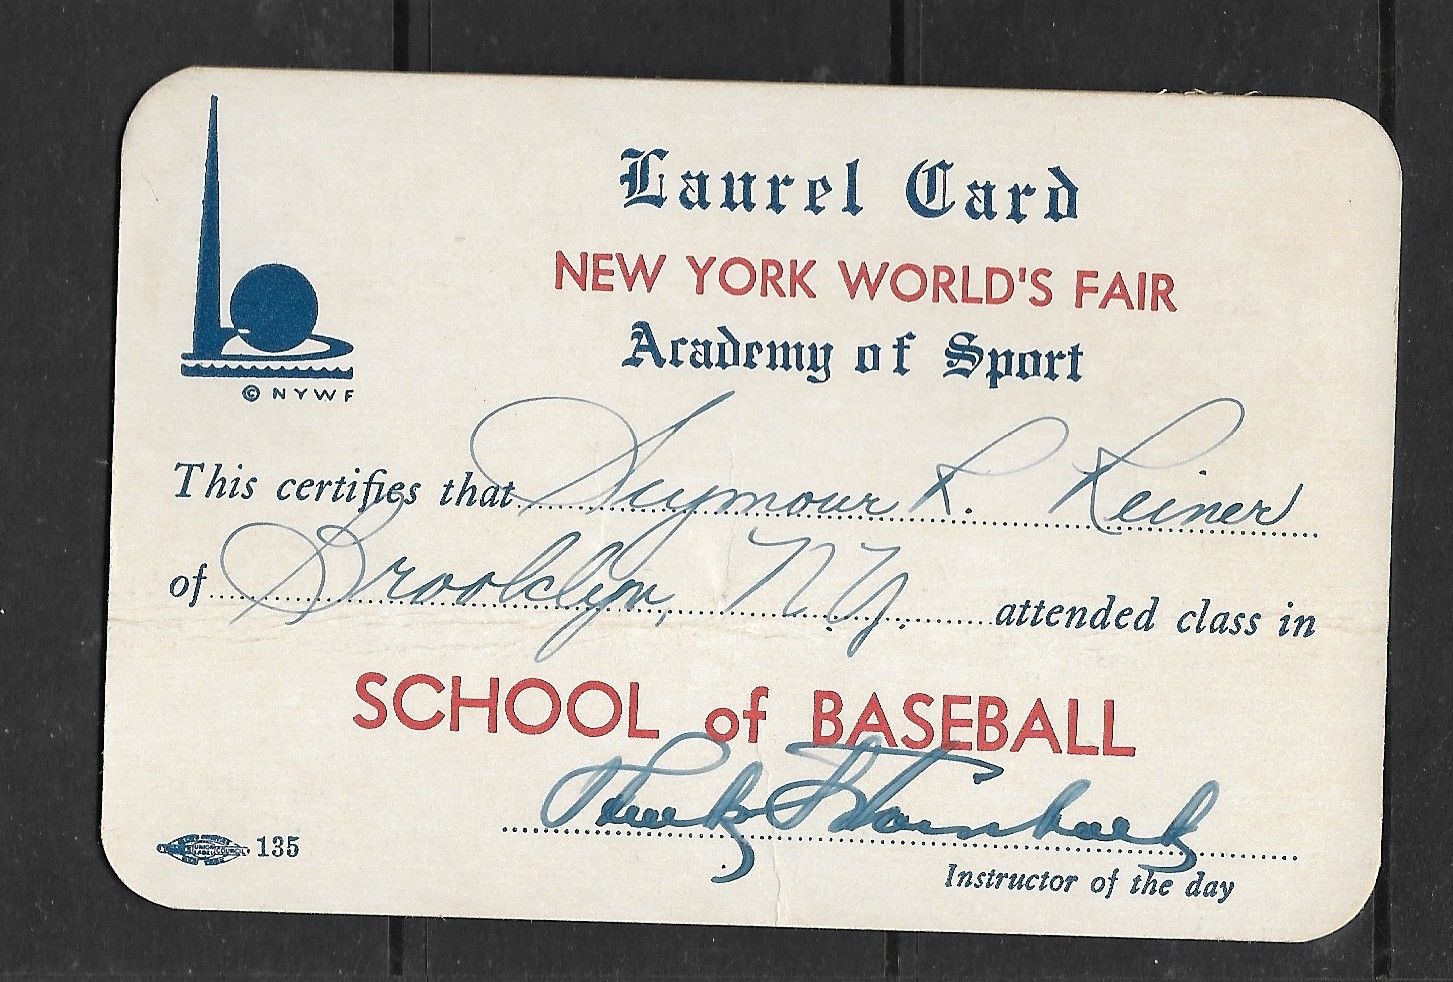 Laurel Card
NEW YORK WORLD'S FAIR
Academy of Sport
© NYWF
This certifies that Seymour R. Reiner
of Brooklyn, N.Y. attended class in
SCHOOL of BASEBALL
135
Instructor of the day